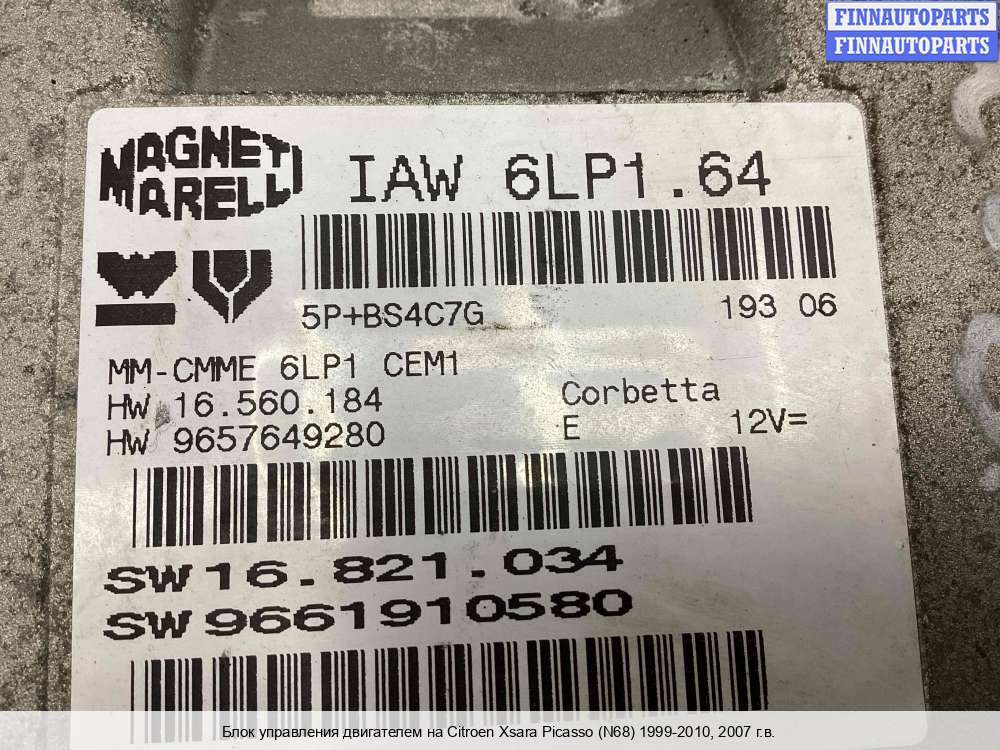 FINNAUTOPARTS
FINNAUTOPARTS
MAGNETI
MARELLI
IAW 6LP1.64
5P+BS4C7G 193 06
MM-CMME 6LP1 CEM1
HW 16.560.184 Corbetta
HW 9657649280 E 12V=
SW16.821.034
SW9661910580
Блок управления двигателем на Citroen Xsara Picasso (N68) 1999-2010, 2007 г.в.